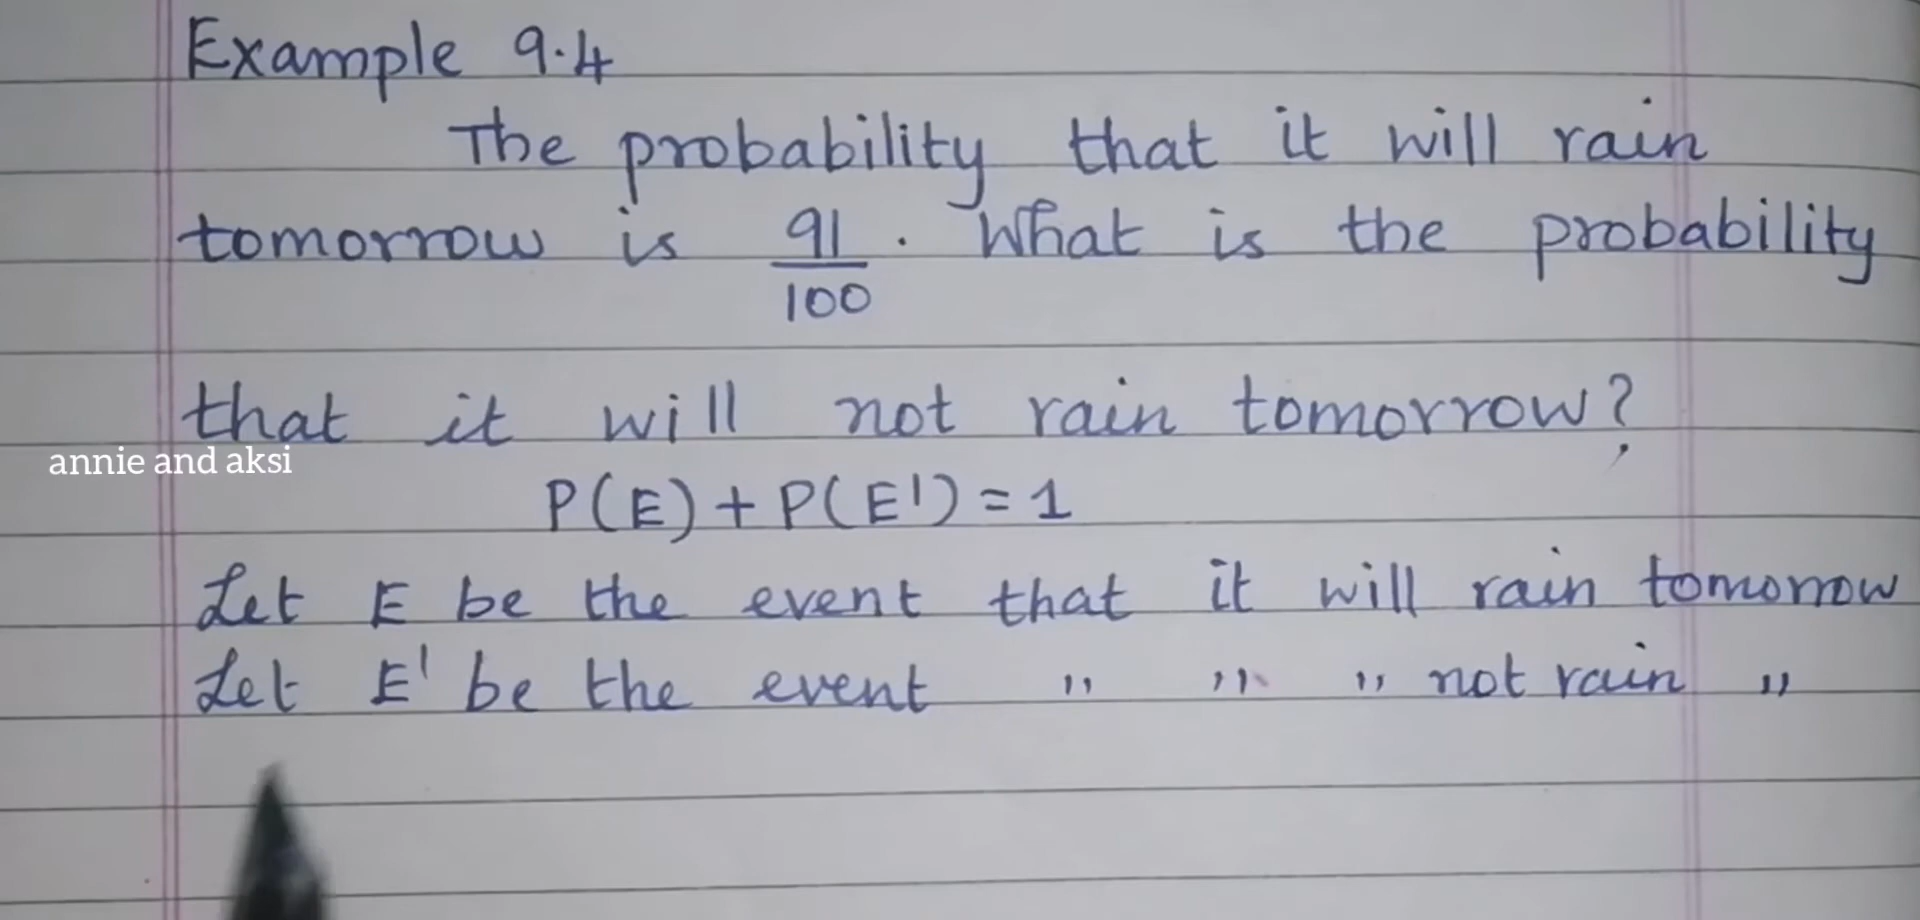 Example 9.4
The probability that it will rain
tomorrow is 91/100. What is the probability
that it will not rain tomorrow?
annie and aksi
P(E) + P(E') = 1
Let E be the event that it will rain tomorrow
Let E' be the event " " " not rain "